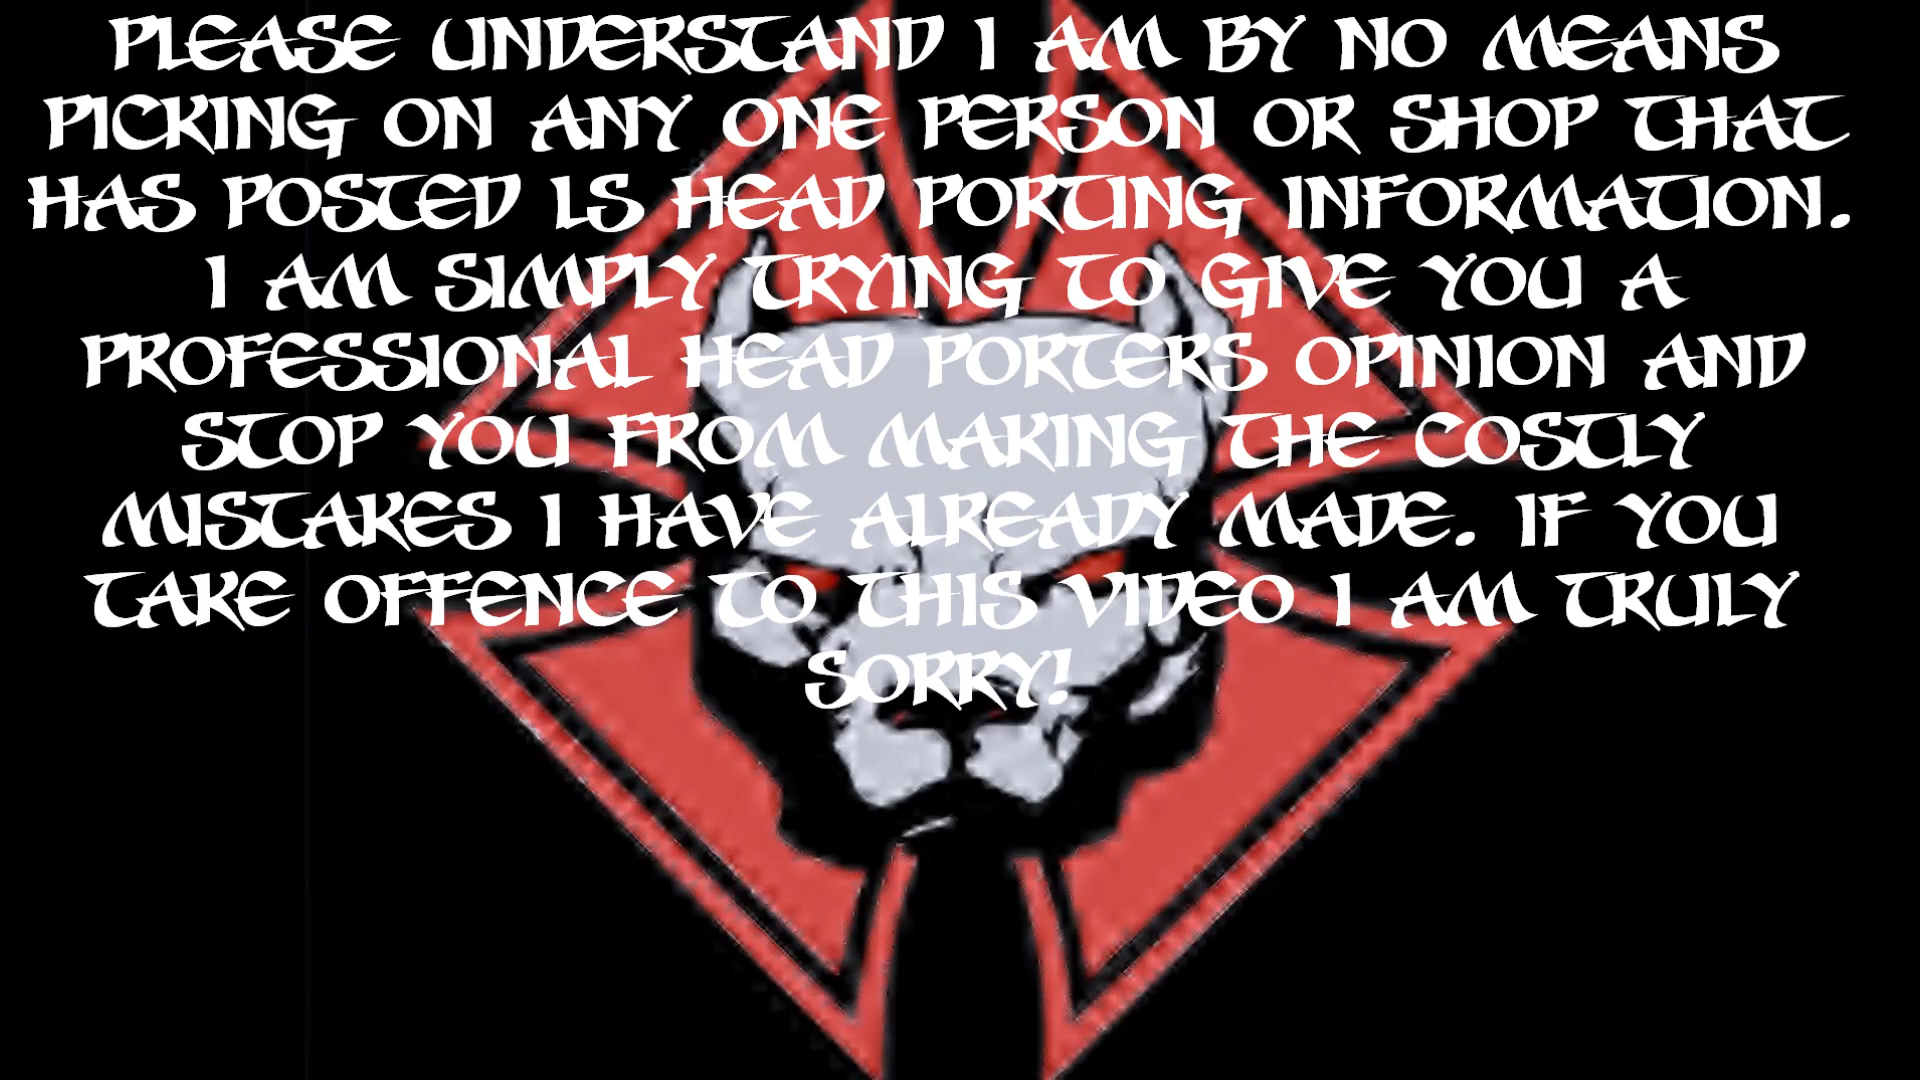 PLEASE UNDERSTAND I AM BY NO MEANS
PICKING ON ANY ONE PERSON OR SHOP THAT
HAS POSTED LS HEAD PORTING INFORMATION.
I AM SIMPLY TRYING TO GIVE YOU A
PROFESSIONAL HEAD PORTERS OPINION AND
STOP YOU FROM MAKING THE COSTLY
MISTAKES I HAVE ALREADY MADE. IF YOU
TAKE OFFENCE TO THIS VIDEO I AM TRULY
SORRY!